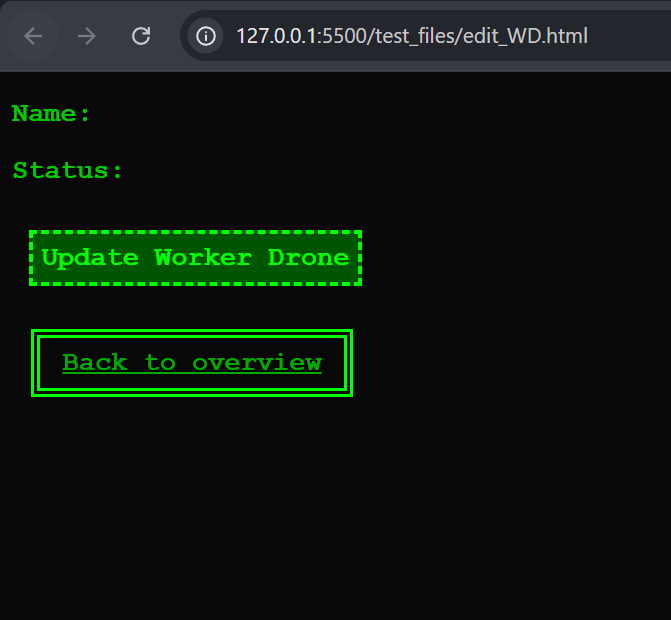 127.0.0.1:5500/test_files/edit_WD.html
Name:
Status:
Update Worker Drone
Back to overview